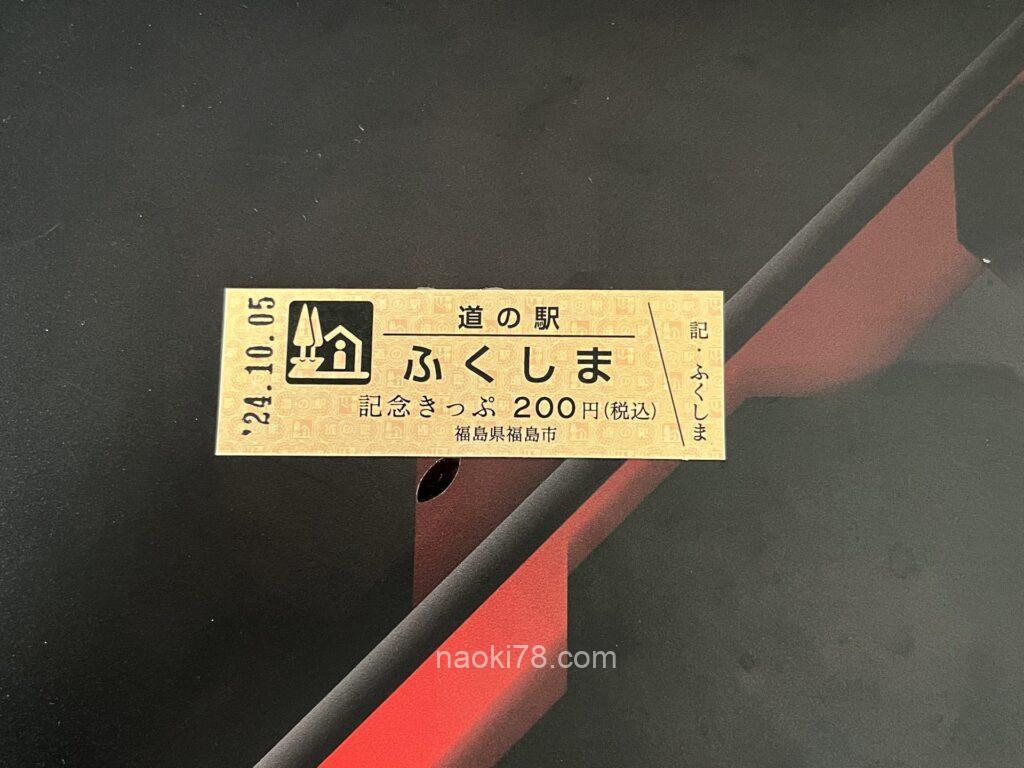 '24.10.05
道の駅
ふくしま
記念きっぷ 200円(税込)
福島県福島市
記・ふくしま
naoki78.com